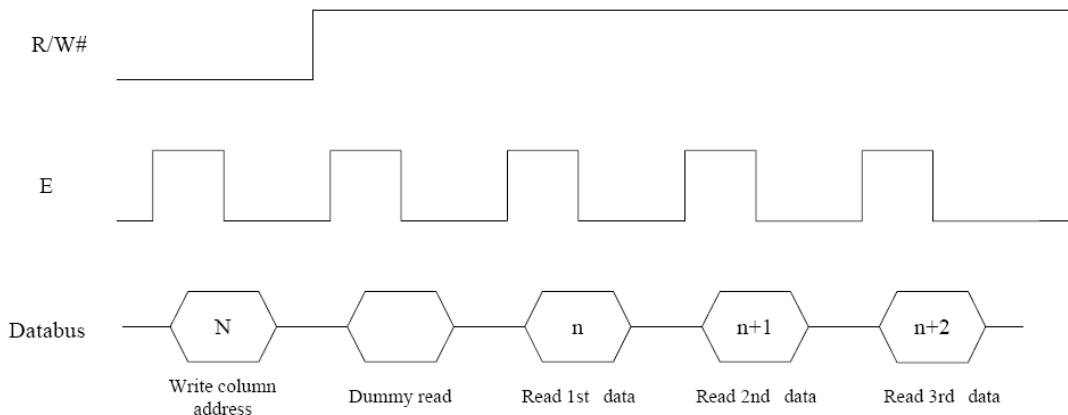 R/W#
E
Databus
N
n
n+1
n+2
Write column
address
Dummy read
Read 1st data
Read 2nd data
Read 3rd data